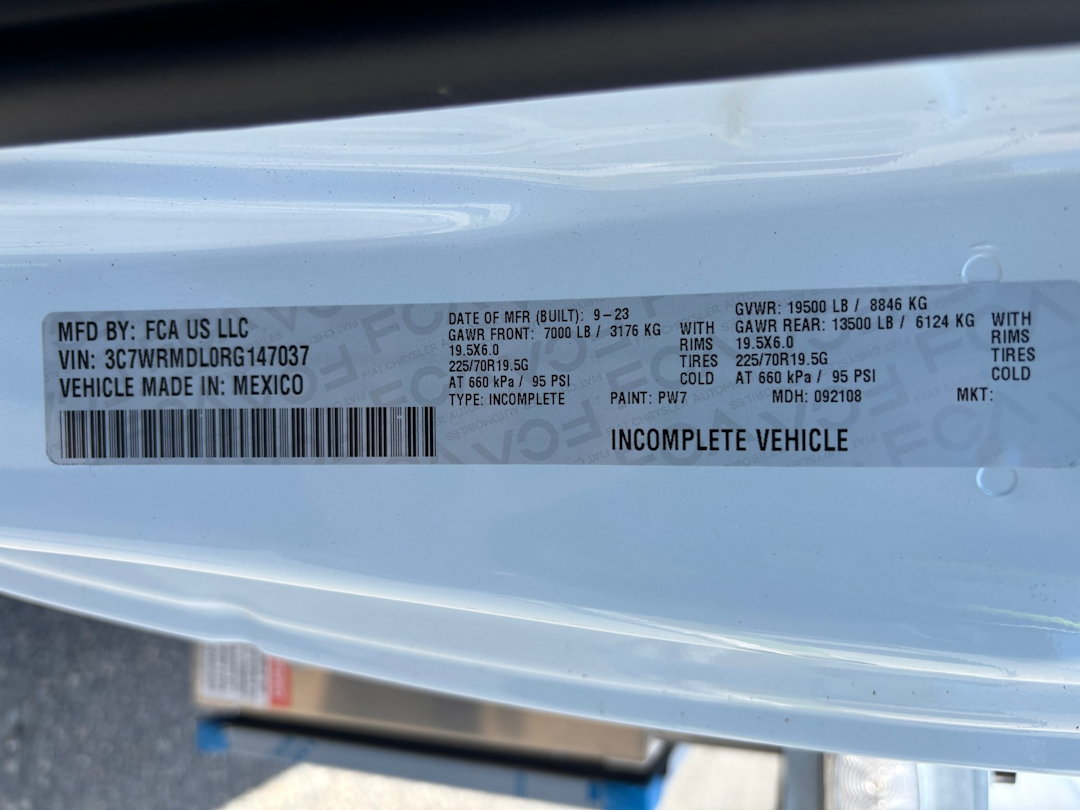 MFD BY: FCA US LLC
VIN: 3C7WRMDL0RG147037
VEHICLE MADE IN: MEXICO
DATE OF MFR (BUILT): 9-23
GAWR FRONT: 7000 LB / 3176 KG WITH
19.5X6.0 RIMS
225/70R19.5G TIRES
AT 660 kPa / 95 PSI COLD
TYPE: INCOMPLETE
GVWR: 19500 LB / 8846 KG
GAWR REAR: 13500 LB / 6124 KG WITH
19.5X6.0 RIMS
225/70R19.5G TIRES
AT 660 kPa / 95 PSI COLD
PAINT: PW7 MDH: 092108 MKT:
INCOMPLETE VEHICLE